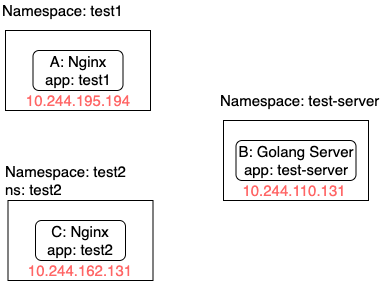 Namespace: test1
A: Nginx
app: test1
10.244.195.194
Namespace: test-server
B: Golang Server
app: test-server
10.244.110.131
Namespace: test2
ns: test2
C: Nginx
app: test2
10.244.162.131